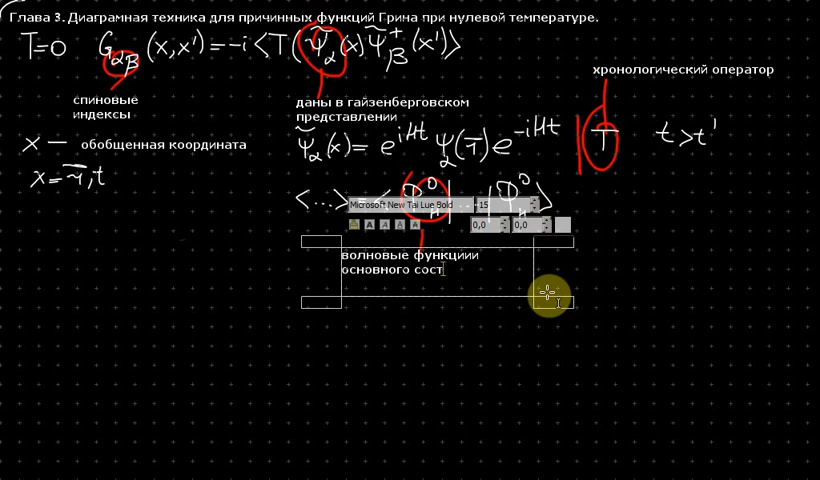 Глава 3. Диаграмная техника для причинных функций Грина при нулевой температуре.
T=0 G_αβ (x,x') = -i⟨T(Ψ̃_α(x)Ψ̃⁺_β(x')⟩
хронологический оператор
спиновые
индексы
даны в гайзенберговском
представлении
x — обобщенная координата
Ψ̃_α(x) = e^{iHt} Ψ_α(r̄) e^{-iHt} | T t>t'
x = r̄,t
⟨...⟩ = ⟨Φ⁰_H| ... |Φ⁰_H⟩
Microsoft New Tai Lue Bold 15
A A A A 0,0 0,0
волновые функциии
основного сост